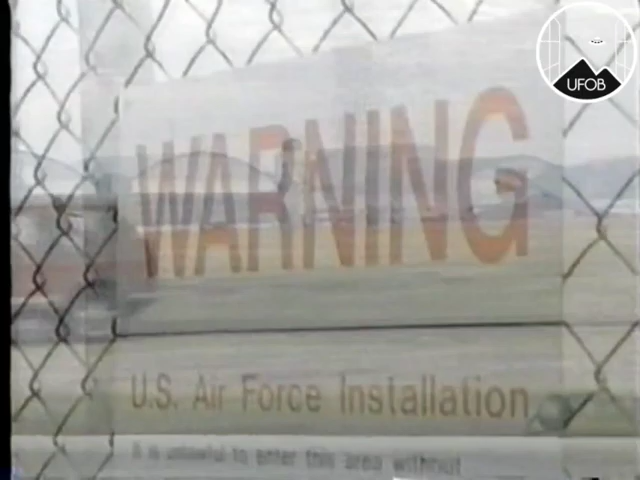 UFOB
WARNING
U.S. Air Force Installation
It is unlawful to enter this area without